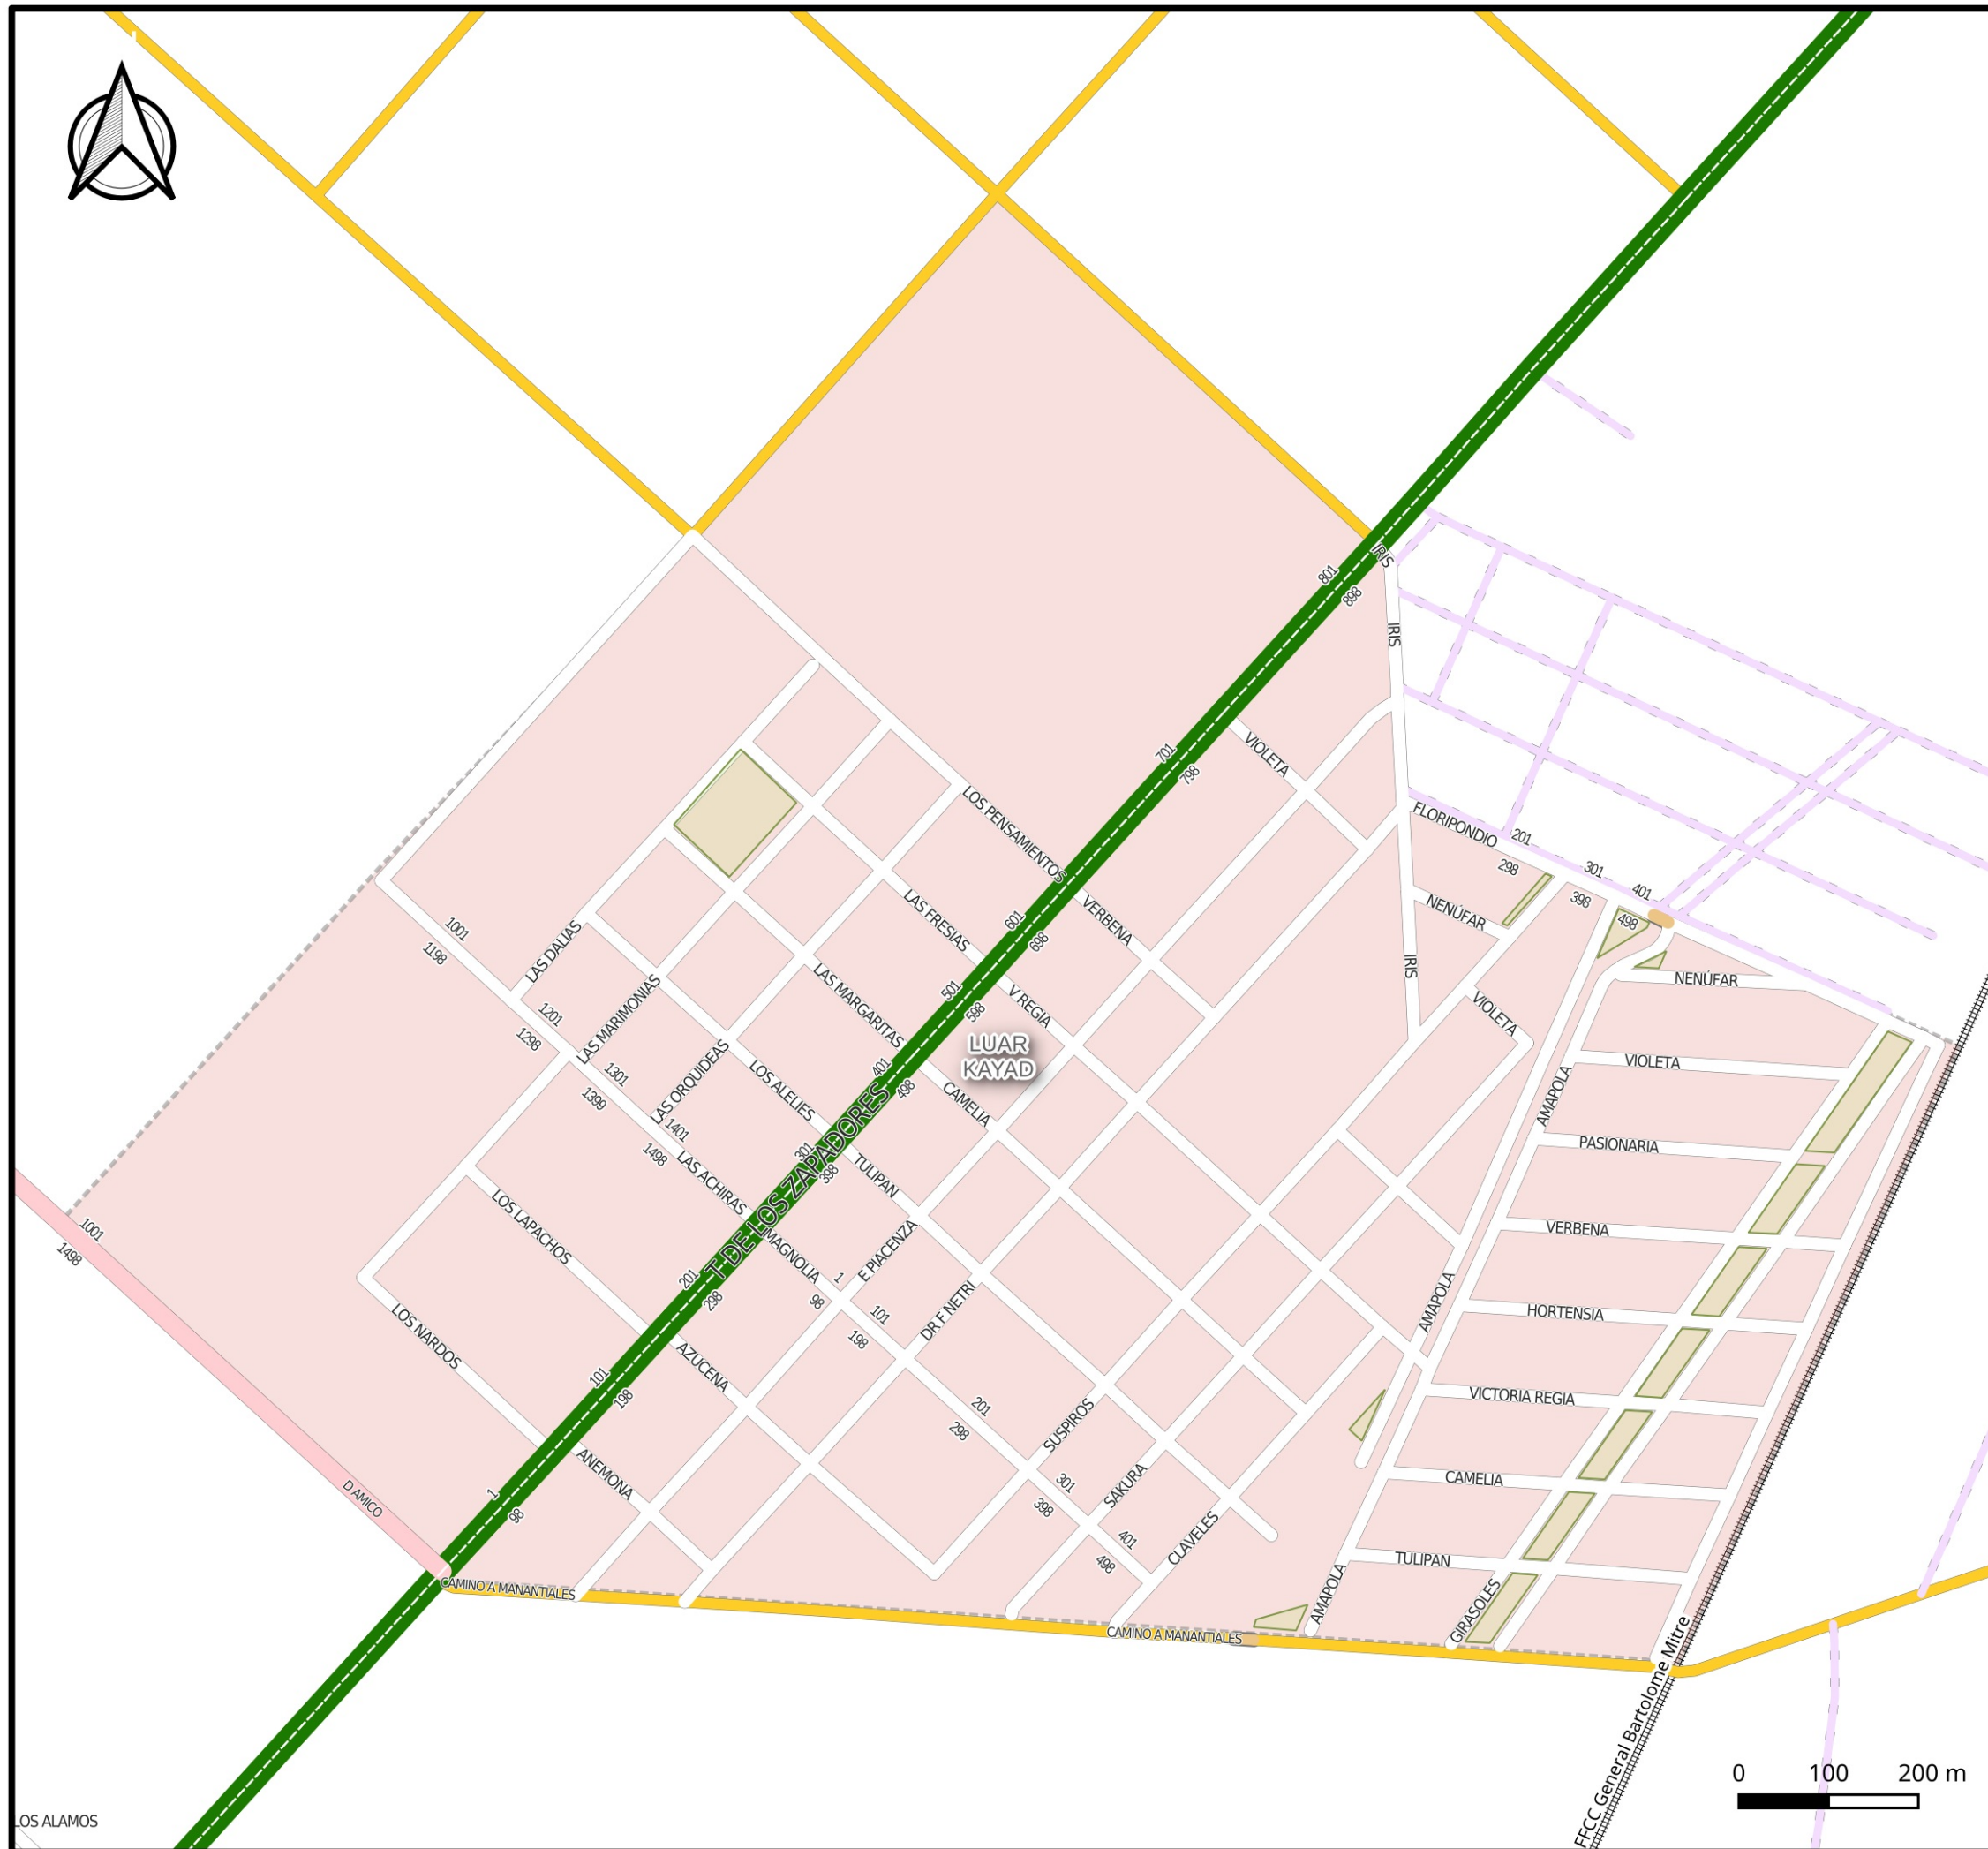 IRIS
801
898
IRIS
VIOLETA
701
798
LOS PENSAMIENTOS
FLORIPONDIO
201
298
301
398
401
498
NENÚFAR
LAS FRESIAS
601
698
VERBENA
1001
1198
LAS DALIAS
LAS MARGARITAS
IRIS
NENÚFAR
501
598
V REGIA
VIOLETA
1201
1298
LAS MARIMONIAS
LUAR
KAYAD
VIOLETA
1301
1399
LAS ORQUIDEAS
LOS ALELIES
401
498
CAMELIA
AMAPOLA
PASIONARIA
1401
1498
LAS ACHIRAS
301
398
T DE LOS ZAPADORES
TULIPAN
1001
1498
LOS LAPACHOS
VERBENA
MAGNOLIA
E PIACENZA
201
298
1
98
101
198
DR F NETRI
AMAPOLA
HORTENSIA
LOS NARDOS
AZUCENA
101
198
VICTORIA REGIA
201
298
SUSPIROS
D AMICO
1
98
ANEMONA
301
398
SAKURA
CAMELIA
401
498
CLAVELES
TULIPAN
CAMINO A MANANTIALES
AMAPOLA
GIRASOLES
CAMINO A MANANTIALES
FFCC General Bartolome Mitre
0 100 200 m
LOS ALAMOS